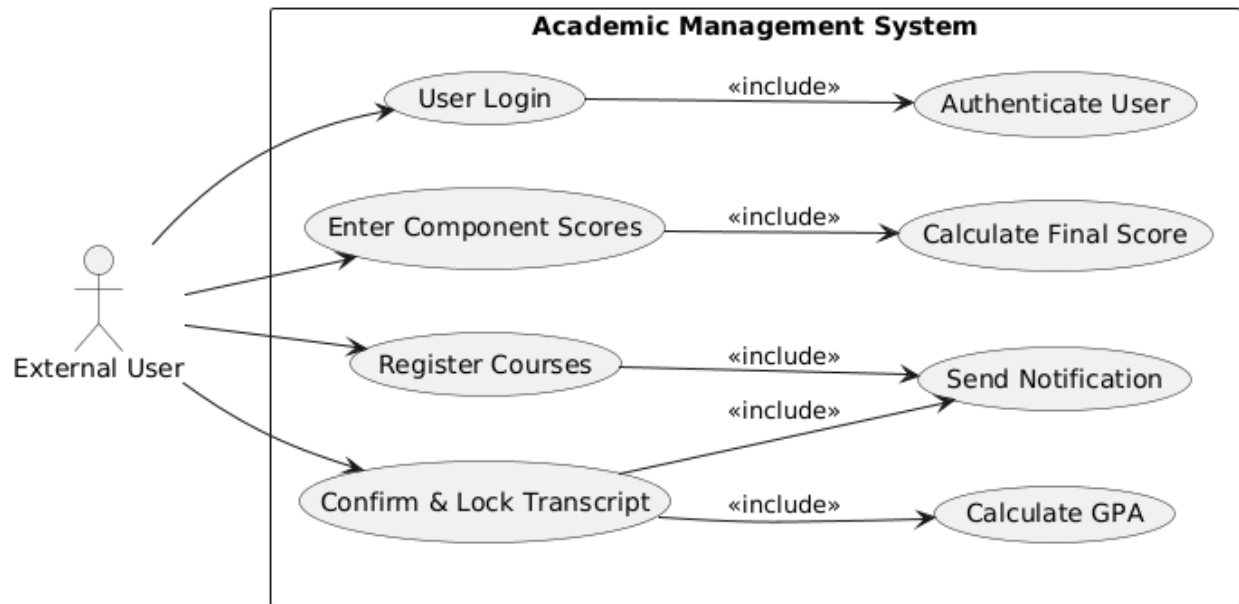 Academic Management System
User Login
«include»
Authenticate User
Enter Component Scores
«include»
Calculate Final Score
External User
Register Courses
«include»
Send Notification
«include»
Confirm & Lock Transcript
«include»
Calculate GPA